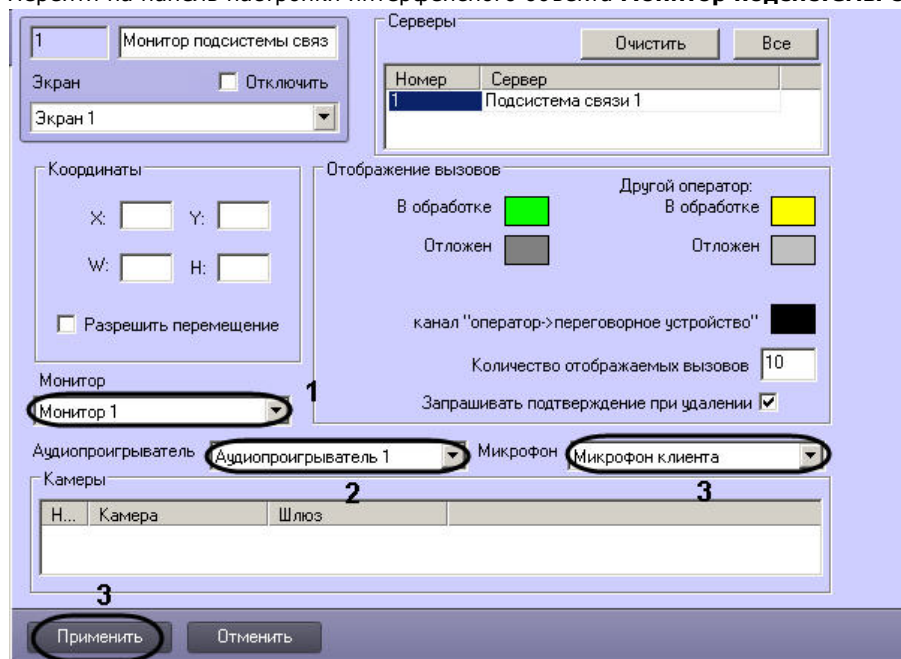 Перейти на панель настройки интерфейсного объекта Монитор подсистемы
1
Монитор подсистемы связ
Экран
Отключить
Экран 1
Серверы
Очистить
Все
Номер Сервер
1 Подсистема связи 1
Координаты
X: Y:
W: H:
Разрешить перемещение
Отображение вызовов
Другой оператор:
В обработке В обработке
Отложен Отложен
канал "оператор->переговорное устройство"
Количество отображаемых вызовов 10
Запрашивать подтверждение при удалении
Монитор
Монитор 1
1
Аудиопроигрыватель Аудиопроигрыватель 1 Микрофон Микрофон клиента
2 3
Камеры
Н... Камера Шлюз
3
Применить Отменить